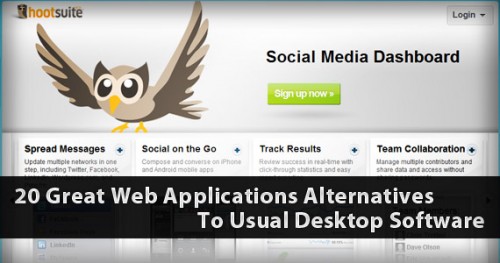 hootsuite
Login
Social Media Dashboard
Sign up now »
Spread Messages
Update multiple networks in one
step, including Twitter, Facebook,
Social on the Go
Compose and converse on iPhone
and Android mobile apps
Track Results
Review success in real-time with
click-through statistics and easy
Team Collaboration
Manage multiple contributors and
share data and access without
20 Great Web Applications Alternatives
To Usual Desktop Software
LinkedIn
Dave Olson